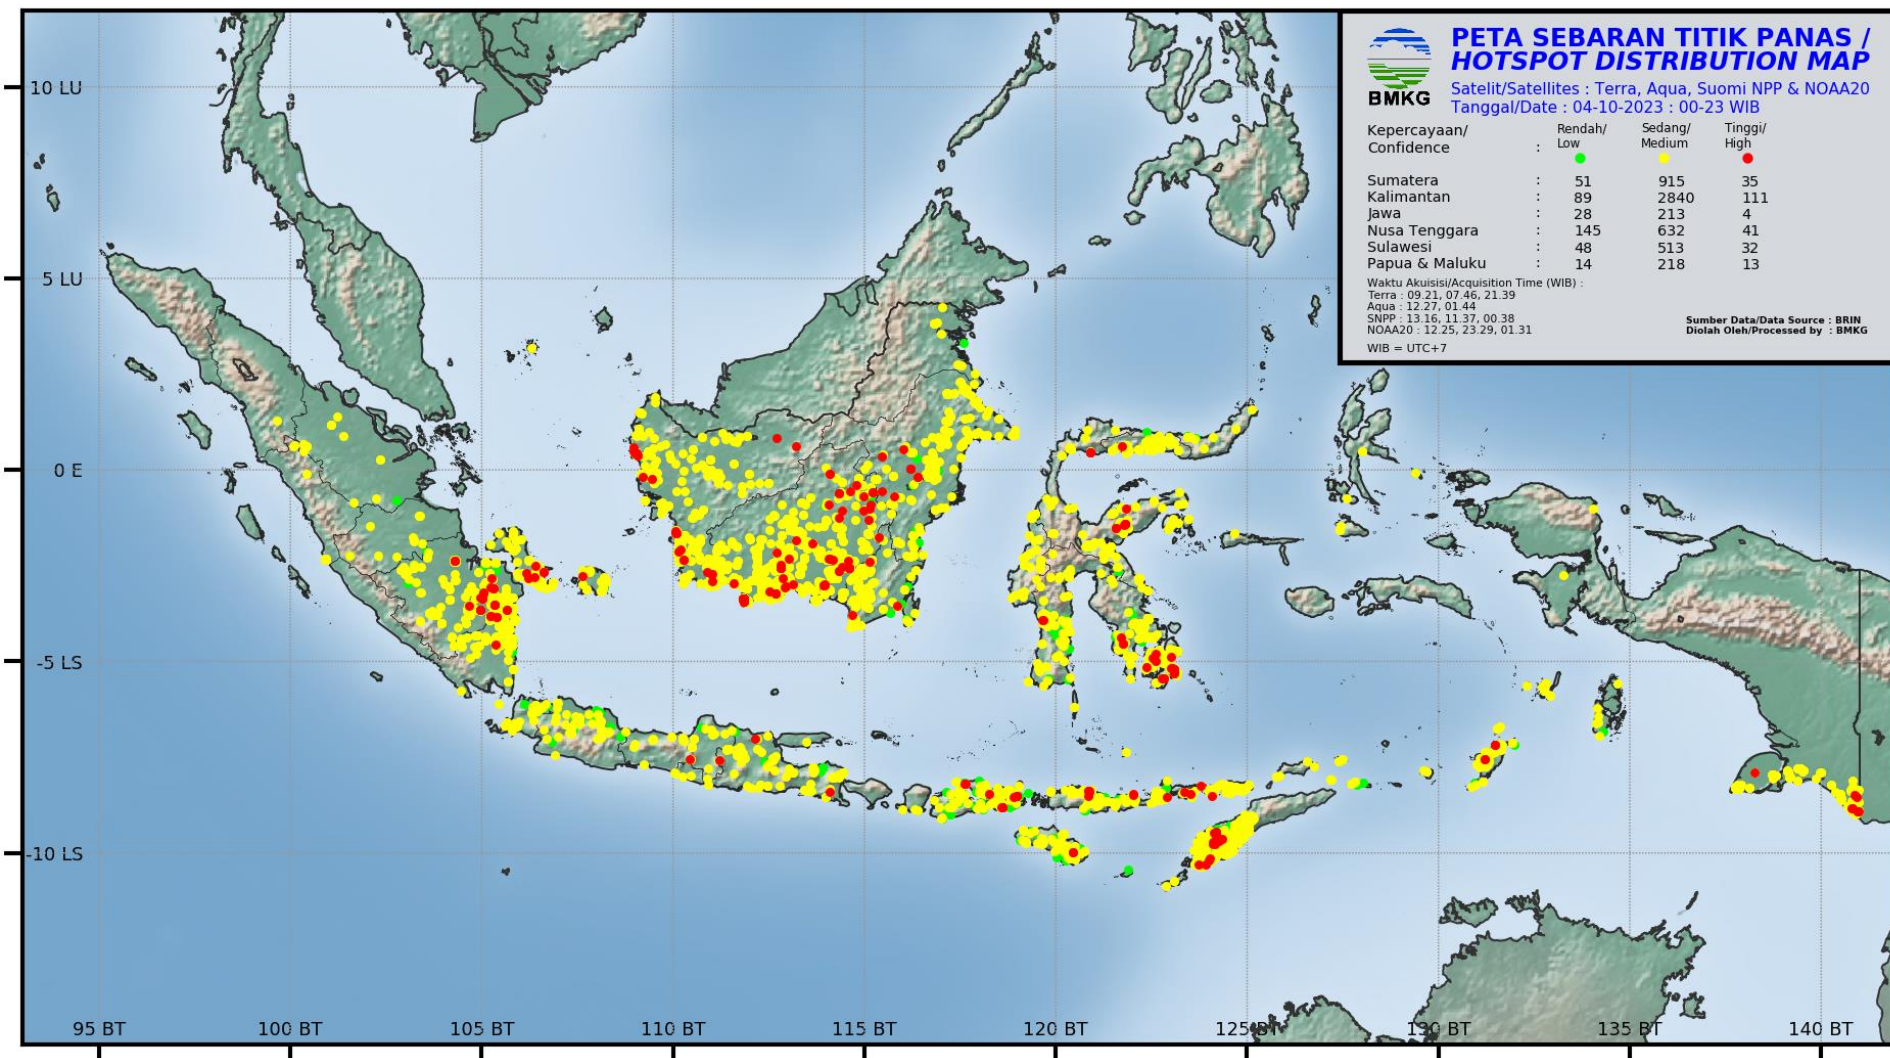 PETA SEBARAN TITIK PANAS /
HOTSPOT DISTRIBUTION MAP
BMKG
Satelit/Satellites : Terra, Aqua, Suomi NPP & NOAA20
Tanggal/Date : 04-10-2023 : 00-23 WIB
Kepercayaan/ Rendah/ Sedang/ Tinggi/
Confidence : Low Medium High
Sumatera : 51 915 35
Kalimantan : 89 2840 111
Jawa : 28 213 4
Nusa Tenggara : 145 632 41
Sulawesi : 48 513 32
Papua & Maluku : 14 218 13
Waktu Akuisisi/Acquisition Time (WIB) :
Terra : 09.21, 07.46, 21.39
Aqua : 12.27, 01.44
SNPP : 13.16, 11.37, 00.38
NOAA20 : 12.25, 23.29, 01.31
WIB = UTC+7
Sumber Data/Data Source : BRIN
Diolah Oleh/Processed by : BMKG
10 LU
5 LU
0 E
-5 LS
-10 LS
95 BT 100 BT 105 BT 110 BT 115 BT 120 BT 125 BT 130 BT 135 BT 140 BT